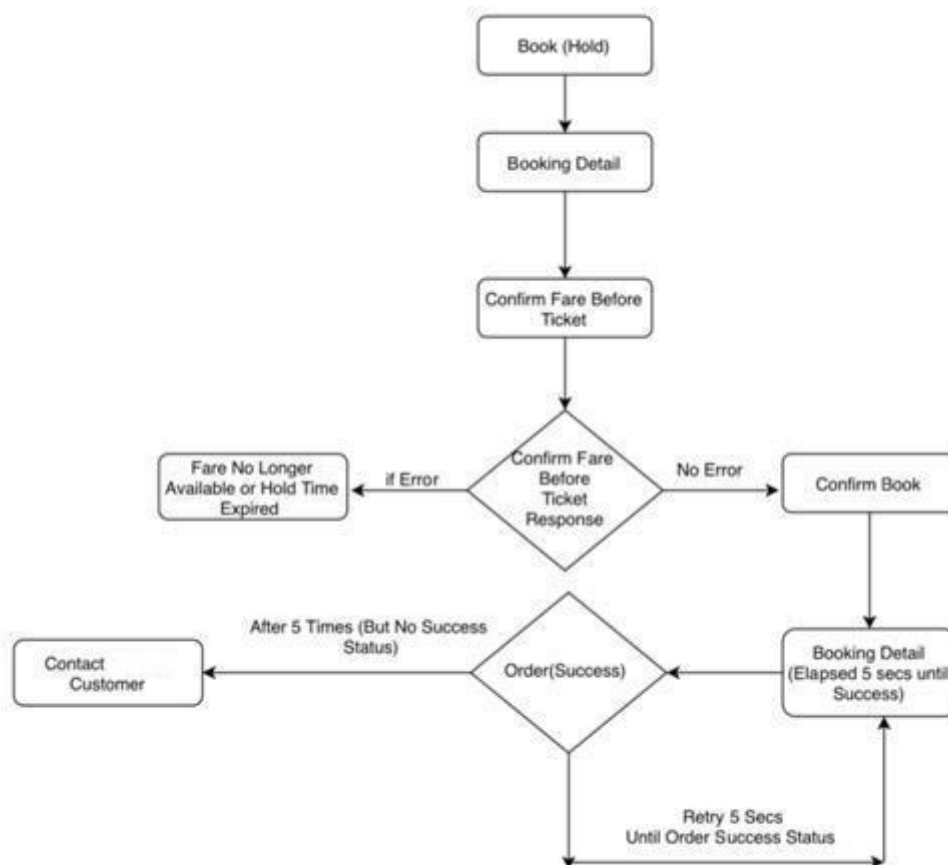 Book (Hold)
Booking Detail
Confirm Fare Before
Ticket
Confirm Fare
Before
Ticket
Response
if Error
No Error
Fare No Longer
Available or Hold Time
Expired
Confirm Book
Booking Detail
(Elapsed 5 secs until
Success)
Order(Success)
After 5 Times (But No Success
Status)
Contact
Customer
Retry 5 Secs
Until Order Success Status